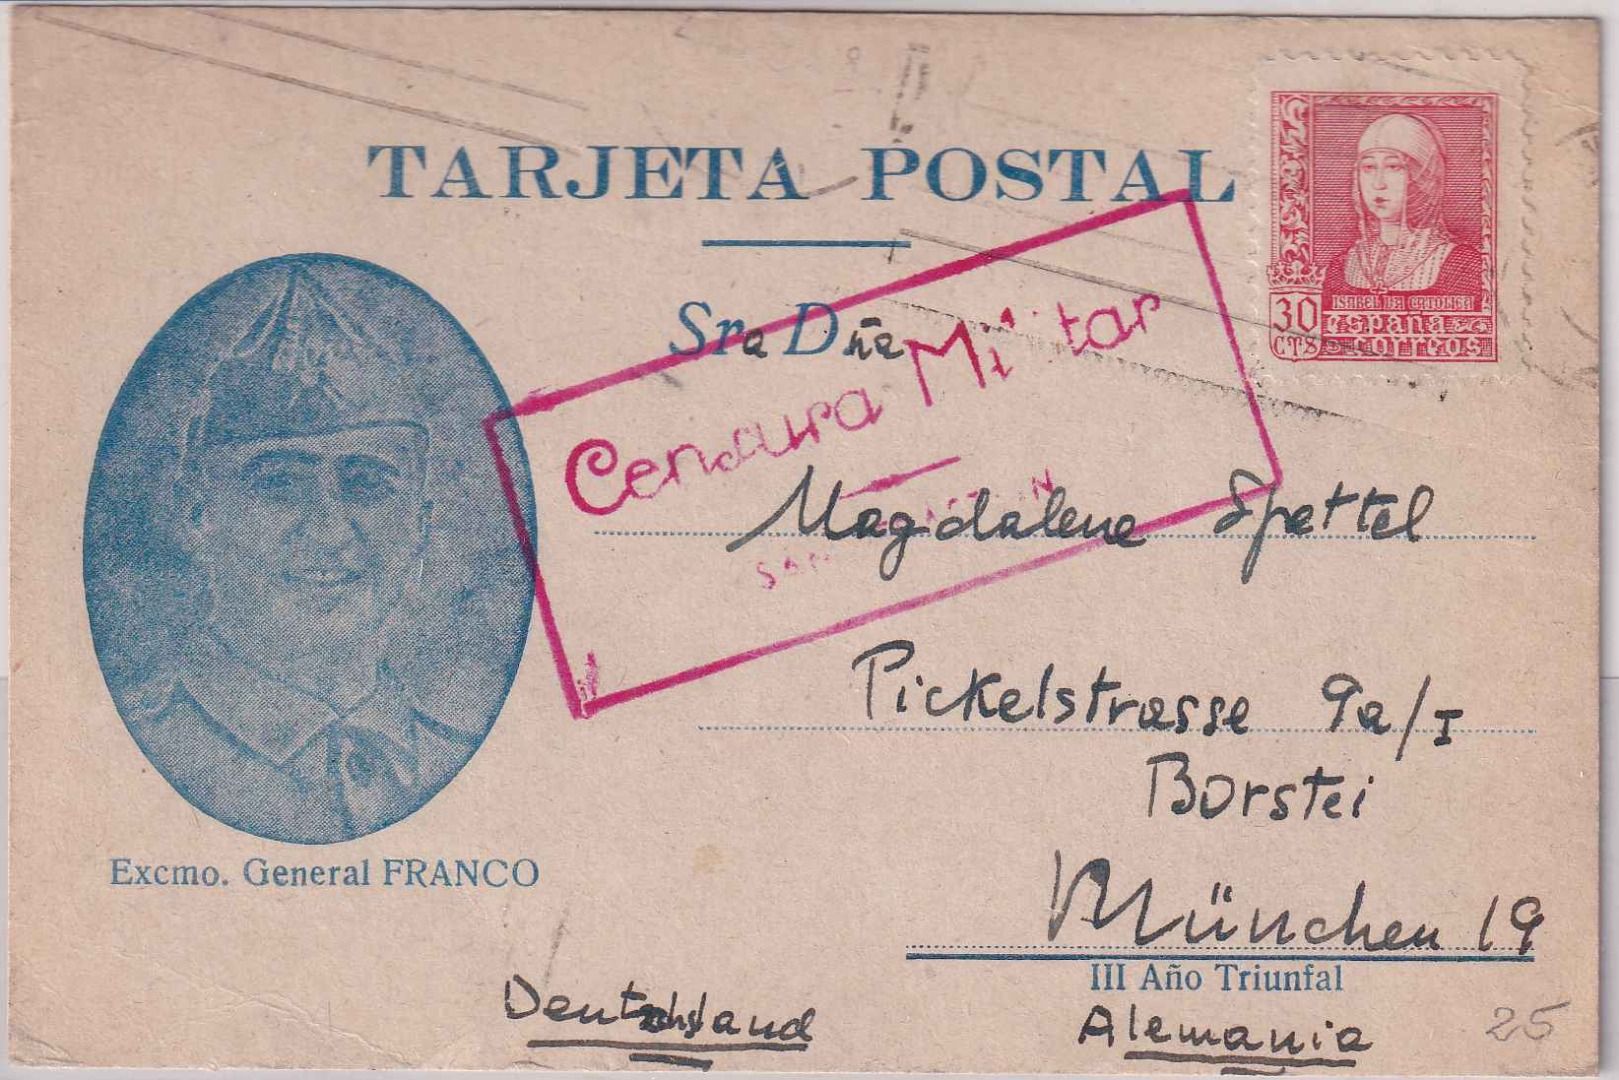 TARJETA POSTAL
ISABEL LA CATOLICA
30 CTS
España
Correos
Sra Dña
Censura Militar
SAN
Magdalene Spettel
Pickelstrasse 9a/I
Borstei
München 19
Excmo. General FRANCO
III Año Triunfal
Deutschland
Alemania
25